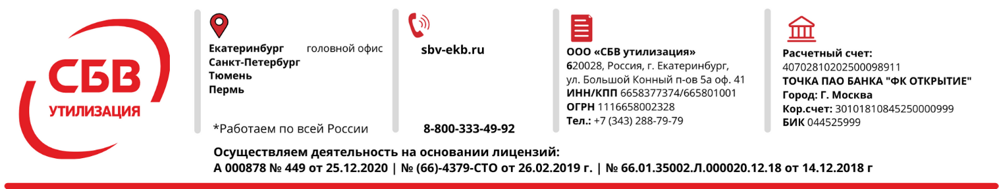 СБВ
УТИЛИЗАЦИЯ
Екатеринбург головной офис
Санкт-Петербург
Тюмень
Пермь
*Работаем по всей России
sbv-ekb.ru
8-800-333-49-92
ООО «СБВ утилизация»
620028, Россия, г. Екатеринбург,
ул. Большой Конный п-ов 5а оф. 41
ИНН/КПП 6658377374/665801001
ОГРН 1116658002328
Тел.: +7 (343) 288-79-79
Расчетный счет:
40702810202500098911
ТОЧКА ПАО БАНКА "ФК ОТКРЫТИЕ"
Город: Г. Москва
Кор.счет: 30101810845250000999
БИК 044525999
Осуществляем деятельность на основании лицензий:
А 000878 № 449 от 25.12.2020 | № (66)-4379-СТО от 26.02.2019 г. | № 66.01.35002.Л.000020.12.18 от 14.12.2018 г